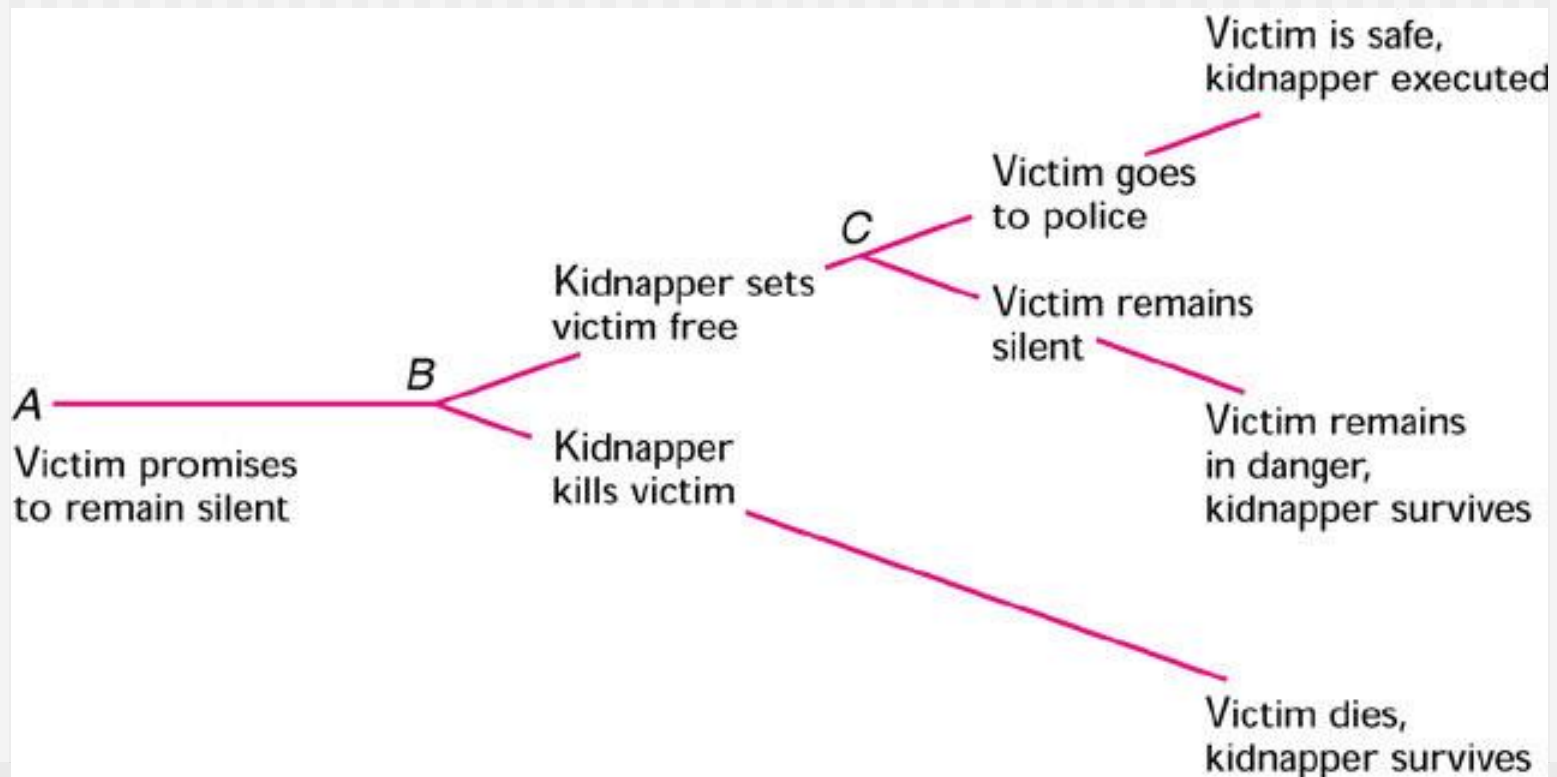 Victim is safe,
kidnapper executed
Victim goes
to police
C
Kidnapper sets
victim free
Victim remains
silent
B
A
Victim promises
to remain silent
Kidnapper
kills victim
Victim remains
in danger,
kidnapper survives
Victim dies,
kidnapper survives